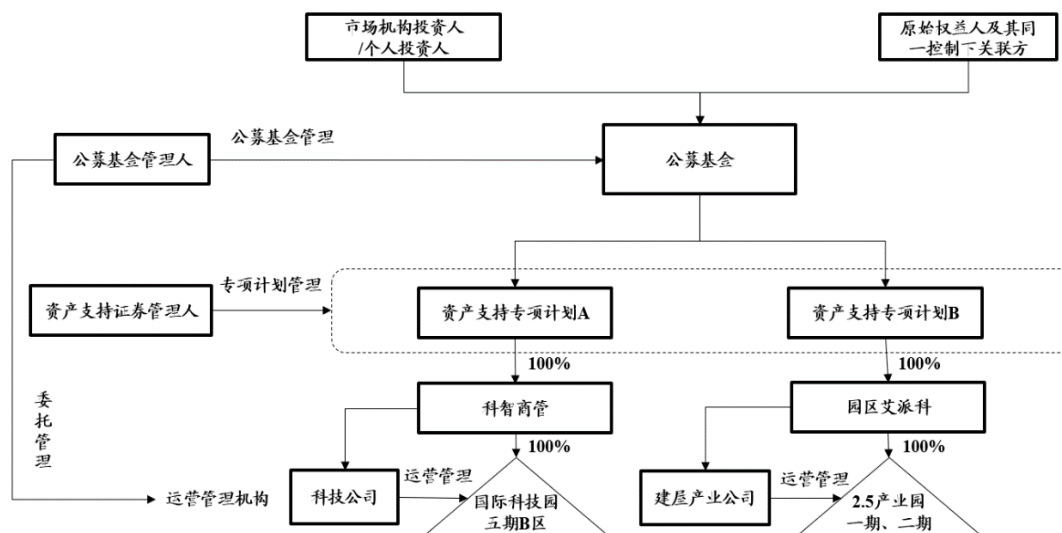 市场机构投资人
/个人投资人
原始权益人及其同
一控制下关联方
公募基金管理人
公募基金管理
公募基金
资产支持证券管理人
专项计划管理
资产支持专项计划A
资产支持专项计划B
100%
100%
委托管理
科智商管
园区艾派科
100%
100%
运营管理机构
科技公司
运营管理
国际科技园
五期B区
建屋产业公司
运营管理
2.5产业园
一期、二期